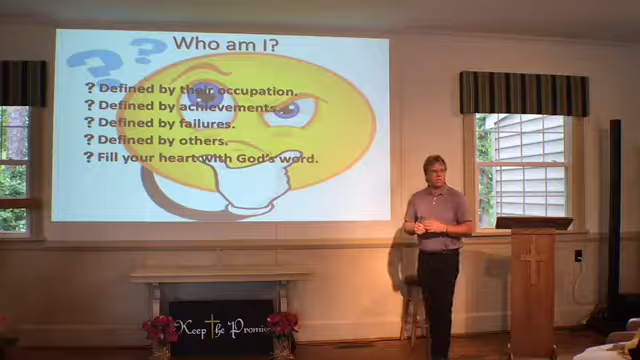 ? ?
Who am I?
? Defined by their occupation.
? Defined by achievements.
? Defined by failures.
? Defined by others.
? Fill your heart with God's word.
Keep The Promise